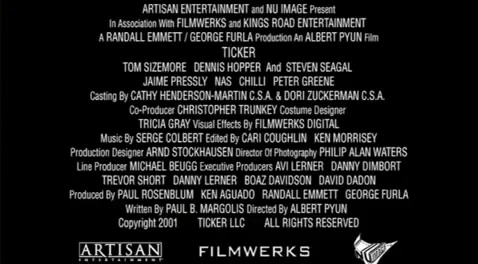 ARTISAN ENTERTAINMENT and NU IMAGE Present
In Association With FILMWERKS and KINGS ROAD ENTERTAINMENT
A RANDALL EMMETT / GEORGE FURLA Production An ALBERT PYUN Film
TICKER
TOM SIZEMORE DENNIS HOPPER And STEVEN SEAGAL
JAIME PRESSLY NAS CHILLI PETER GREENE
Casting By CATHY HENDERSON-MARTIN C.S.A. & DORI ZUCKERMAN C.S.A.
Co-Producer CHRISTOPHER TRUNKEY Costume Designer
TRICIA GRAY Visual Effects By FILMWERKS DIGITAL
Music By SERGE COLBERT Edited By CARI COUGHLIN KEN MORRISEY
Production Designer ARND STOCKHAUSEN Director Of Photography PHILIP ALAN WATERS
Line Producer MICHAEL BEUGG Executive Producers AVI LERNER DANNY DIMBORT
TREVOR SHORT DANNY LERNER BOAZ DAVIDSON DAVID DADON
Produced By PAUL ROSENBLUM KEN AGUADO RANDALL EMMETT GEORGE FURLA
Written By PAUL B. MARGOLIS Directed By ALBERT PYUN
Copyright 2001 TICKER LLC ALL RIGHTS RESERVED
ARTISAN FILMWERKS
ENTERTAINMENT